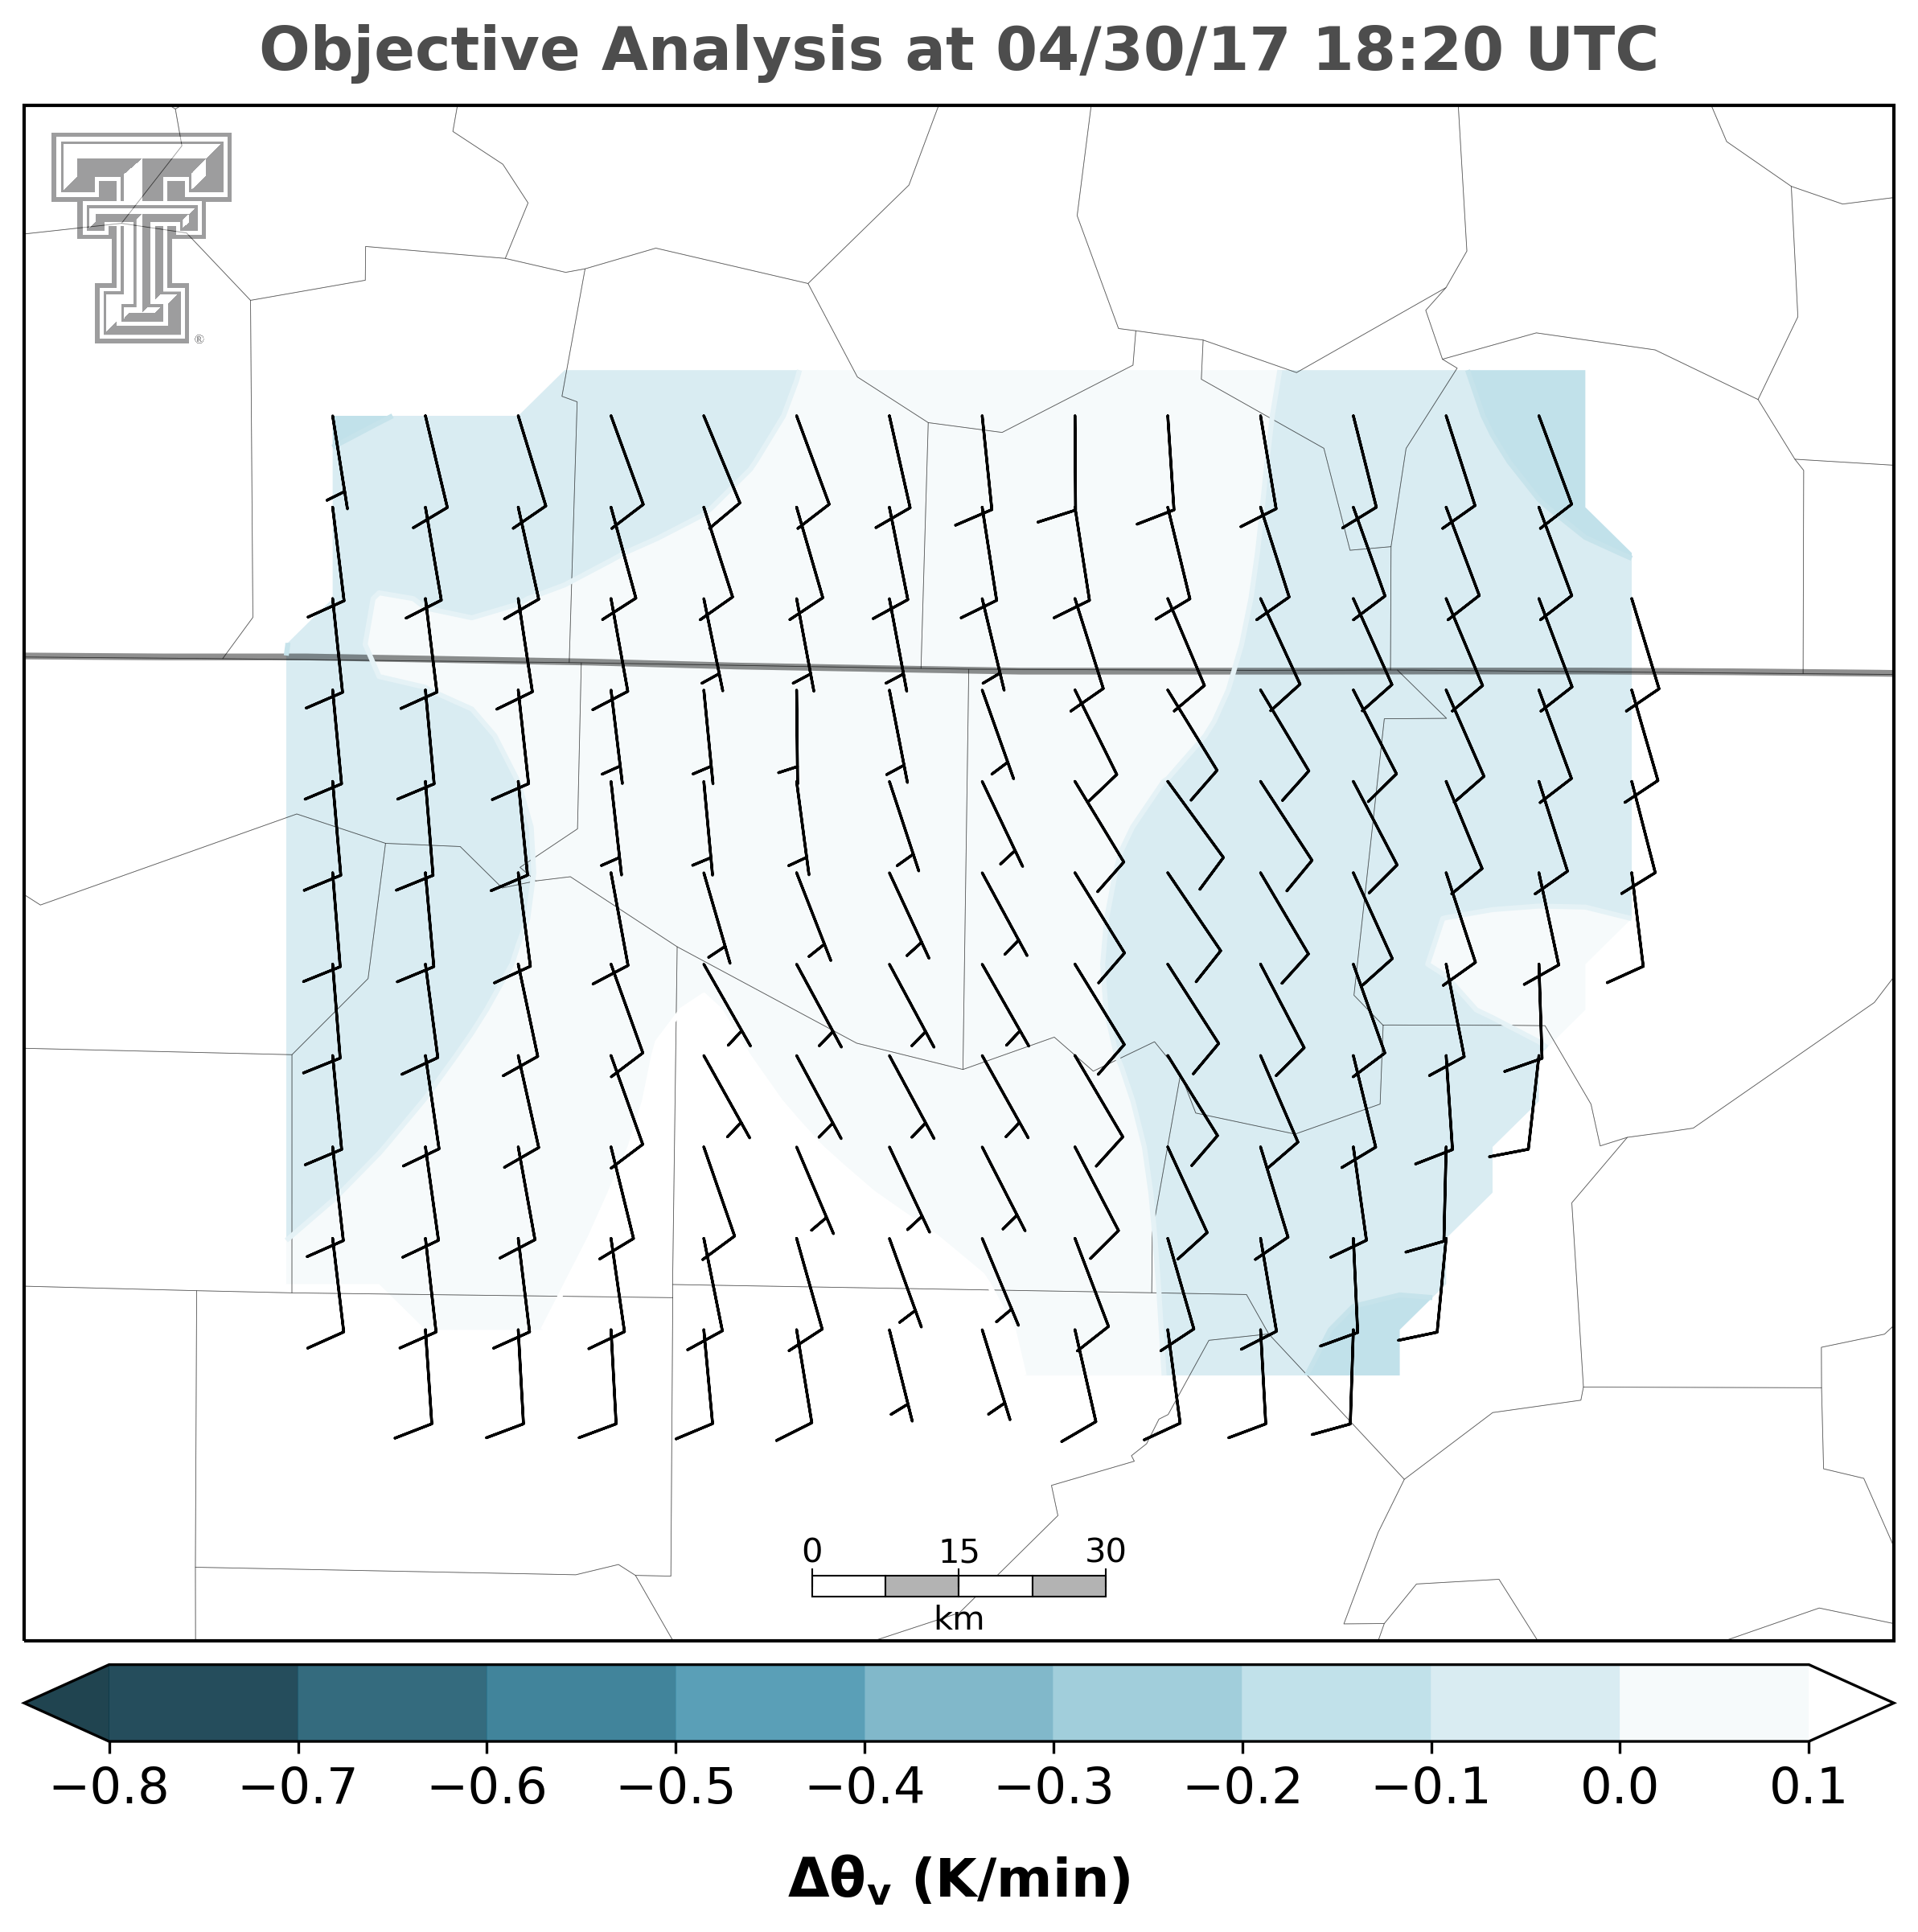 Objective Analysis at 04/30/17 18:20 UTC
®
0 15 30
km
−0.8 −0.7 −0.6 −0.5 −0.4 −0.3 −0.2 −0.1 0.0 0.1
Δθv (K/min)